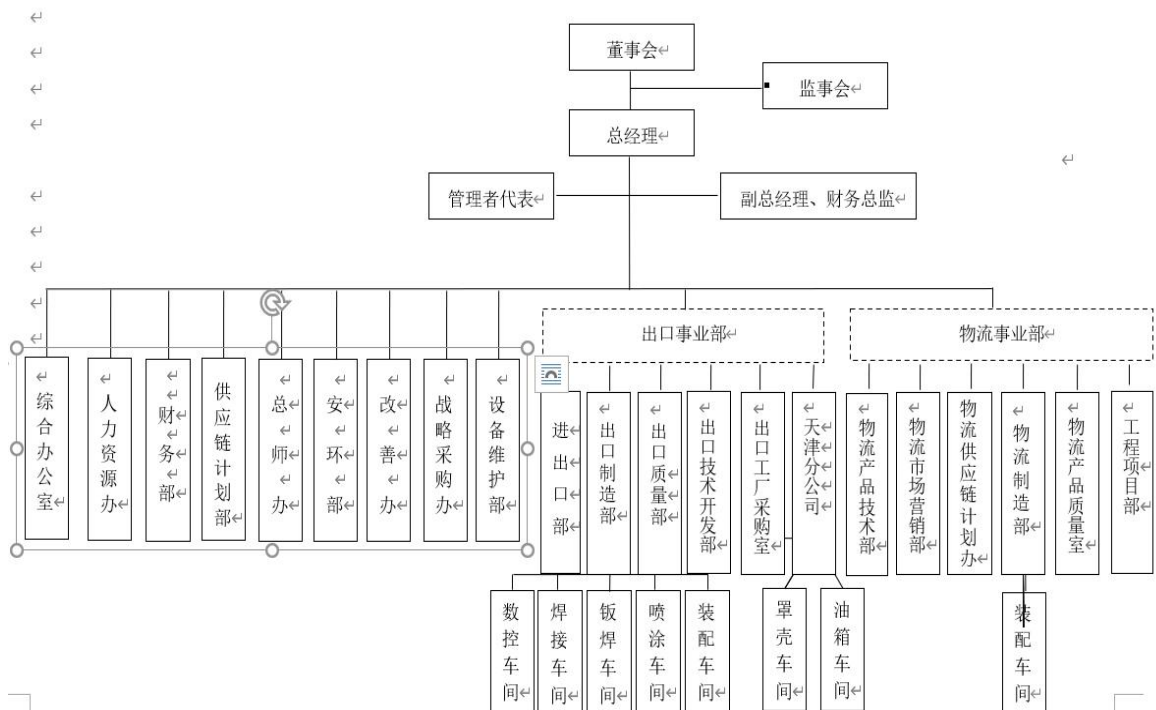 董事会
监事会
总经理
管理者代表
副总经理、财务总监
出口事业部
物流事业部
综合办公室
人力资源办
财务部
供应链计划部
总师办
安环部
改善办
战略采购办
设备维护部
进出口部
出口制造部
出口质量部
出口技术开发部
出口工厂采购室
天津分公司
物流产品技术部
物流市场营销部
物流供应链计划办
物流制造部
物流产品质量室
工程项目部
数控车间
焊接车间
钣焊车间
喷涂车间
装配车间
罩壳车间
油箱车间
装配车间